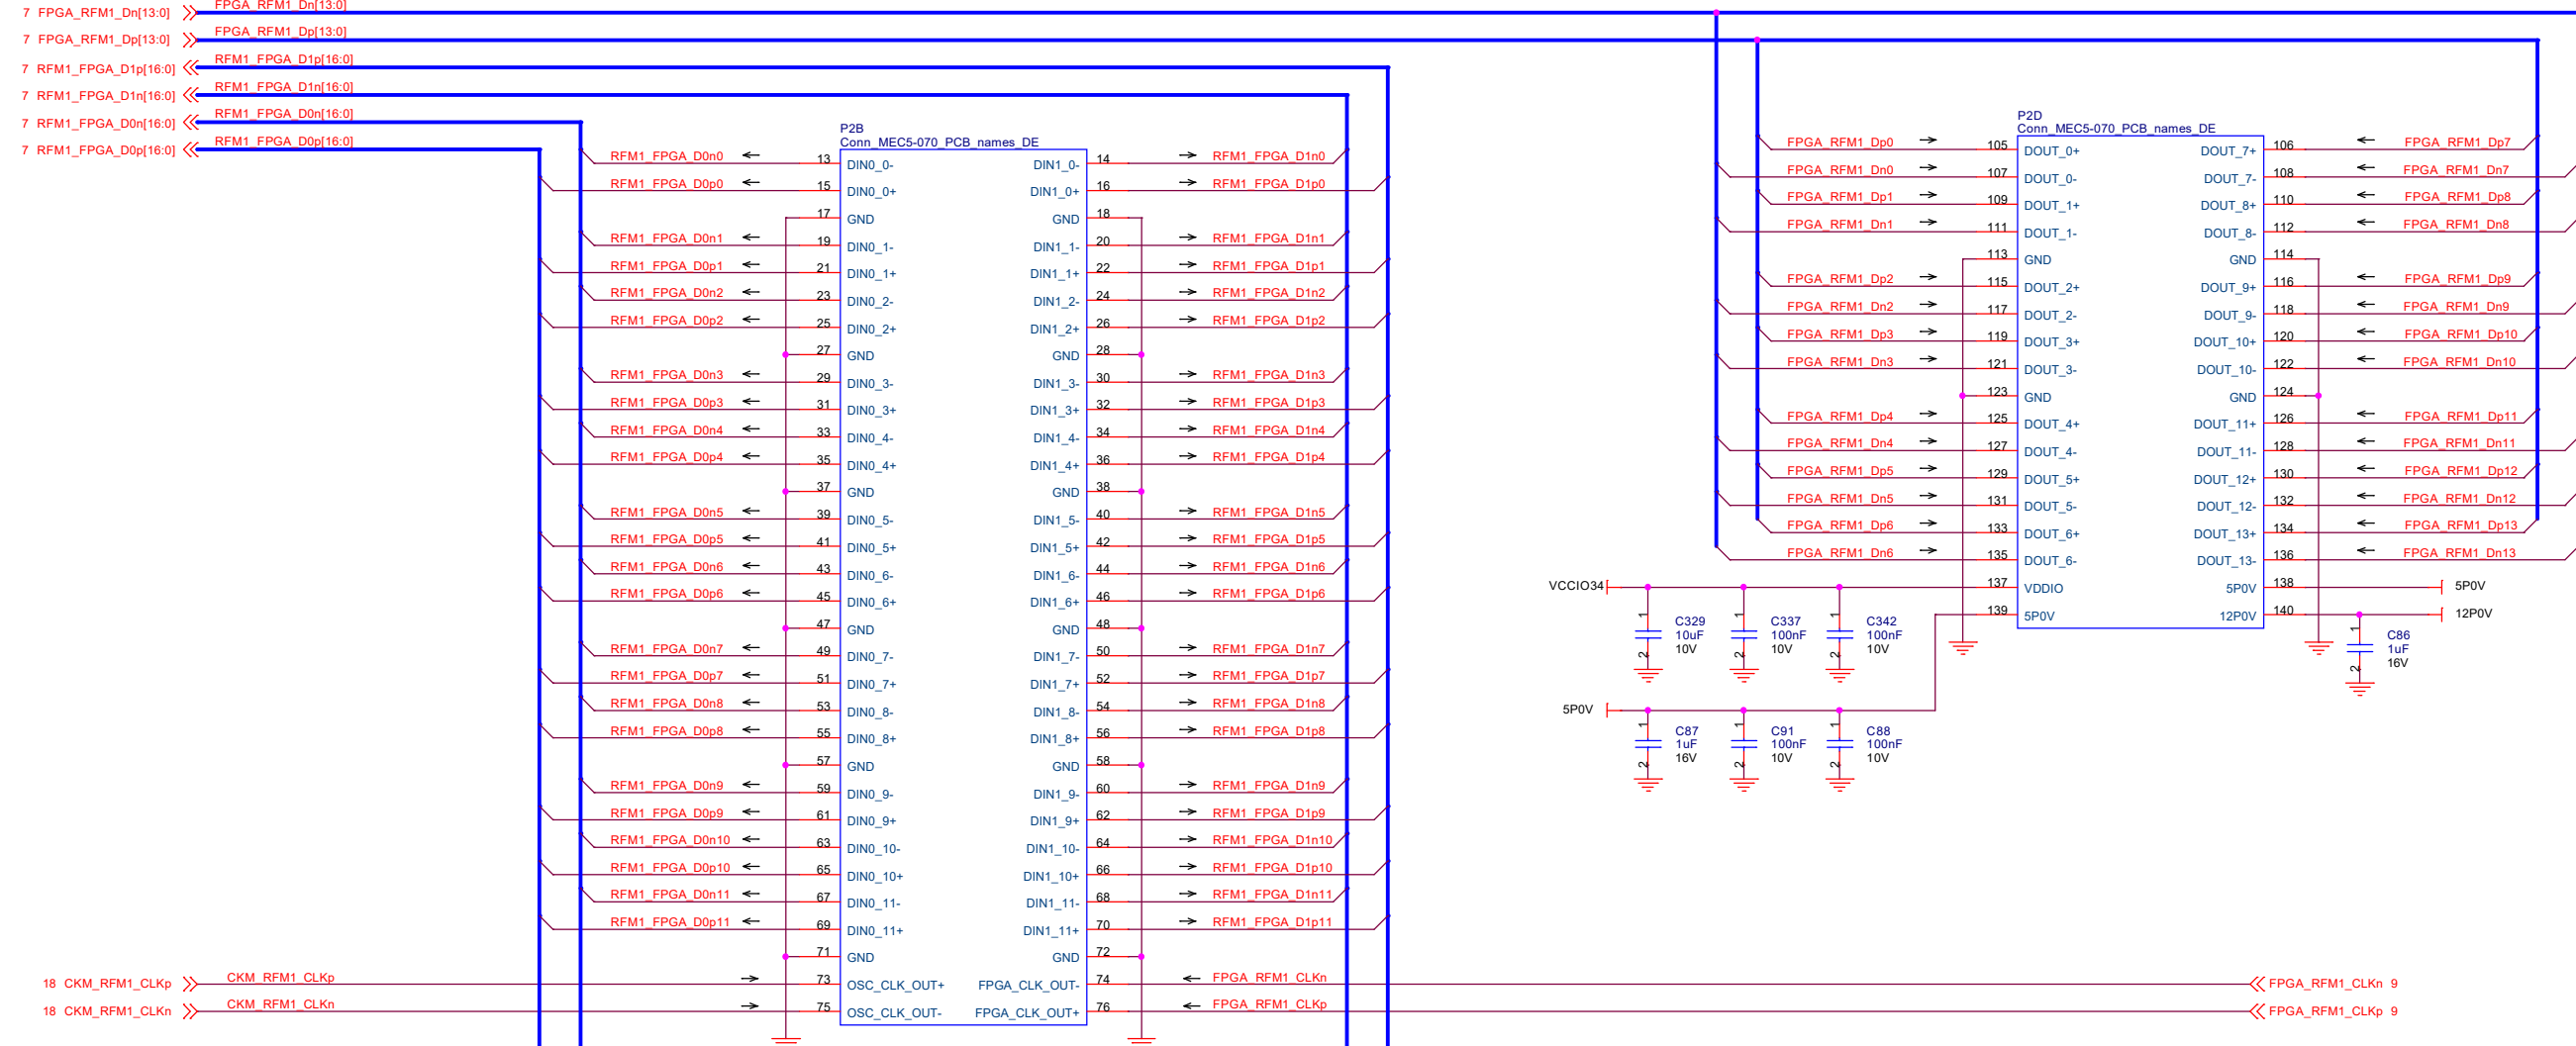 7 FPGA_RFM1_Dn[13:0] FPGA_RFM1_Dn[13:0]
7 FPGA_RFM1_Dp[13:0] FPGA_RFM1_Dp[13:0]
7 RFM1_FPGA_D1p[16:0] RFM1_FPGA_D1p[16:0]
7 RFM1_FPGA_D1n[16:0] RFM1_FPGA_D1n[16:0]
7 RFM1_FPGA_D0n[16:0] RFM1_FPGA_D0n[16:0]
7 RFM1_FPGA_D0p[16:0] RFM1_FPGA_D0p[16:0]
P2B
Conn_MEC5-070_PCB_names_DE
RFM1_FPGA_D0n0 13 DIN0_0- DIN1_0- 14 RFM1_FPGA_D1n0
RFM1_FPGA_D0p0 15 DIN0_0+ DIN1_0+ 16 RFM1_FPGA_D1p0
17 GND GND 18
RFM1_FPGA_D0n1 19 DIN0_1- DIN1_1- 20 RFM1_FPGA_D1n1
RFM1_FPGA_D0p1 21 DIN0_1+ DIN1_1+ 22 RFM1_FPGA_D1p1
RFM1_FPGA_D0n2 23 DIN0_2- DIN1_2- 24 RFM1_FPGA_D1n2
RFM1_FPGA_D0p2 25 DIN0_2+ DIN1_2+ 26 RFM1_FPGA_D1p2
27 GND GND 28
RFM1_FPGA_D0n3 29 DIN0_3- DIN1_3- 30 RFM1_FPGA_D1n3
RFM1_FPGA_D0p3 31 DIN0_3+ DIN1_3+ 32 RFM1_FPGA_D1p3
RFM1_FPGA_D0n4 33 DIN0_4- DIN1_4- 34 RFM1_FPGA_D1n4
RFM1_FPGA_D0p4 35 DIN0_4+ DIN1_4+ 36 RFM1_FPGA_D1p4
37 GND GND 38
RFM1_FPGA_D0n5 39 DIN0_5- DIN1_5- 40 RFM1_FPGA_D1n5
RFM1_FPGA_D0p5 41 DIN0_5+ DIN1_5+ 42 RFM1_FPGA_D1p5
RFM1_FPGA_D0n6 43 DIN0_6- DIN1_6- 44 RFM1_FPGA_D1n6
RFM1_FPGA_D0p6 45 DIN0_6+ DIN1_6+ 46 RFM1_FPGA_D1p6
47 GND GND 48
RFM1_FPGA_D0n7 49 DIN0_7- DIN1_7- 50 RFM1_FPGA_D1n7
RFM1_FPGA_D0p7 51 DIN0_7+ DIN1_7+ 52 RFM1_FPGA_D1p7
RFM1_FPGA_D0n8 53 DIN0_8- DIN1_8- 54 RFM1_FPGA_D1n8
RFM1_FPGA_D0p8 55 DIN0_8+ DIN1_8+ 56 RFM1_FPGA_D1p8
57 GND GND 58
RFM1_FPGA_D0n9 59 DIN0_9- DIN1_9- 60 RFM1_FPGA_D1n9
RFM1_FPGA_D0p9 61 DIN0_9+ DIN1_9+ 62 RFM1_FPGA_D1p9
RFM1_FPGA_D0n10 63 DIN0_10- DIN1_10- 64 RFM1_FPGA_D1n10
RFM1_FPGA_D0p10 65 DIN0_10+ DIN1_10+ 66 RFM1_FPGA_D1p10
RFM1_FPGA_D0n11 67 DIN0_11- DIN1_11- 68 RFM1_FPGA_D1n11
RFM1_FPGA_D0p11 69 DIN0_11+ DIN1_11+ 70 RFM1_FPGA_D1p11
71 GND GND 72
18 CKM_RFM1_CLKp CKM_RFM1_CLKp 73 OSC_CLK_OUT+ FPGA_CLK_OUT- 74 FPGA_RFM1_CLKn FPGA_RFM1_CLKn 9
18 CKM_RFM1_CLKn CKM_RFM1_CLKn 75 OSC_CLK_OUT- FPGA_CLK_OUT+ 76 FPGA_RFM1_CLKp FPGA_RFM1_CLKp 9
P2D
Conn_MEC5-070_PCB_names_DE
FPGA_RFM1_Dp0 105 DOUT_0+ DOUT_7+ 106 FPGA_RFM1_Dp7
FPGA_RFM1_Dn0 107 DOUT_0- DOUT_7- 108 FPGA_RFM1_Dn7
FPGA_RFM1_Dp1 109 DOUT_1+ DOUT_8+ 110 FPGA_RFM1_Dp8
FPGA_RFM1_Dn1 111 DOUT_1- DOUT_8- 112 FPGA_RFM1_Dn8
113 GND GND 114
FPGA_RFM1_Dp2 115 DOUT_2+ DOUT_9+ 116 FPGA_RFM1_Dp9
FPGA_RFM1_Dn2 117 DOUT_2- DOUT_9- 118 FPGA_RFM1_Dn9
FPGA_RFM1_Dp3 119 DOUT_3+ DOUT_10+ 120 FPGA_RFM1_Dp10
FPGA_RFM1_Dn3 121 DOUT_3- DOUT_10- 122 FPGA_RFM1_Dn10
123 GND GND 124
FPGA_RFM1_Dp4 125 DOUT_4+ DOUT_11+ 126 FPGA_RFM1_Dp11
FPGA_RFM1_Dn4 127 DOUT_4- DOUT_11- 128 FPGA_RFM1_Dn11
FPGA_RFM1_Dp5 129 DOUT_5+ DOUT_12+ 130 FPGA_RFM1_Dp12
FPGA_RFM1_Dn5 131 DOUT_5- DOUT_12- 132 FPGA_RFM1_Dn12
FPGA_RFM1_Dp6 133 DOUT_6+ DOUT_13+ 134 FPGA_RFM1_Dp13
FPGA_RFM1_Dn6 135 DOUT_6- DOUT_13- 136 FPGA_RFM1_Dn13
VCCIO34 137 VDDIO 5P0V 138 5P0V
139 5P0V 12P0V 140 12P0V
1 C329 1 C337 1 C342
10uF 100nF 100nF
2 10V 2 10V 2 10V
1 C86
1uF
2 16V
5P0V
1 C87 1 C91 1 C88
1uF 100nF 100nF
2 16V 2 10V 2 10V